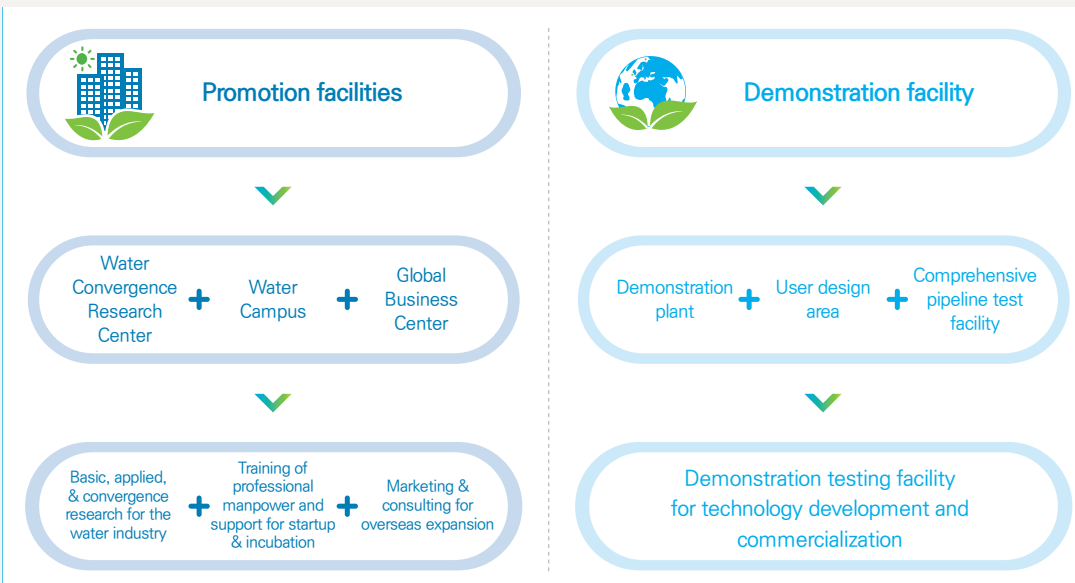 Promotion facilities
Water
Convergence
Research
Center
+
Water
Campus
+
Global
Business
Center
Basic, applied,
& convergence
research for the
water industry
+
Training of
professional
manpower and
support for startup
& incubation
+
Marketing &
consulting for
overseas expansion
Demonstration facility
Demonstration
plant
+
User design
area
+
Comprehensive
pipeline test
facility
Demonstration testing facility
for technology development and
commercialization